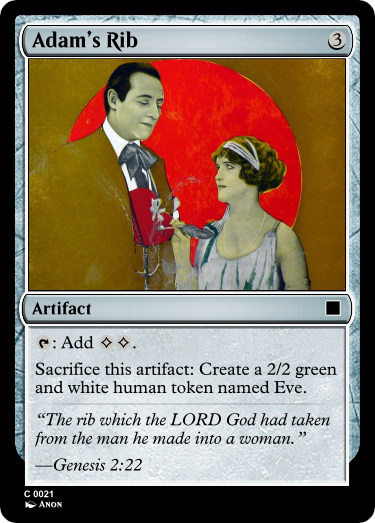 Adam's Rib 3
Artifact
: Add .
Sacrifice this artifact: Create a 2/2 green
and white human token named Eve.
“The rib which the LORD God had taken
from the man he made into a woman.”
—Genesis 2:22
C 0021
Anon